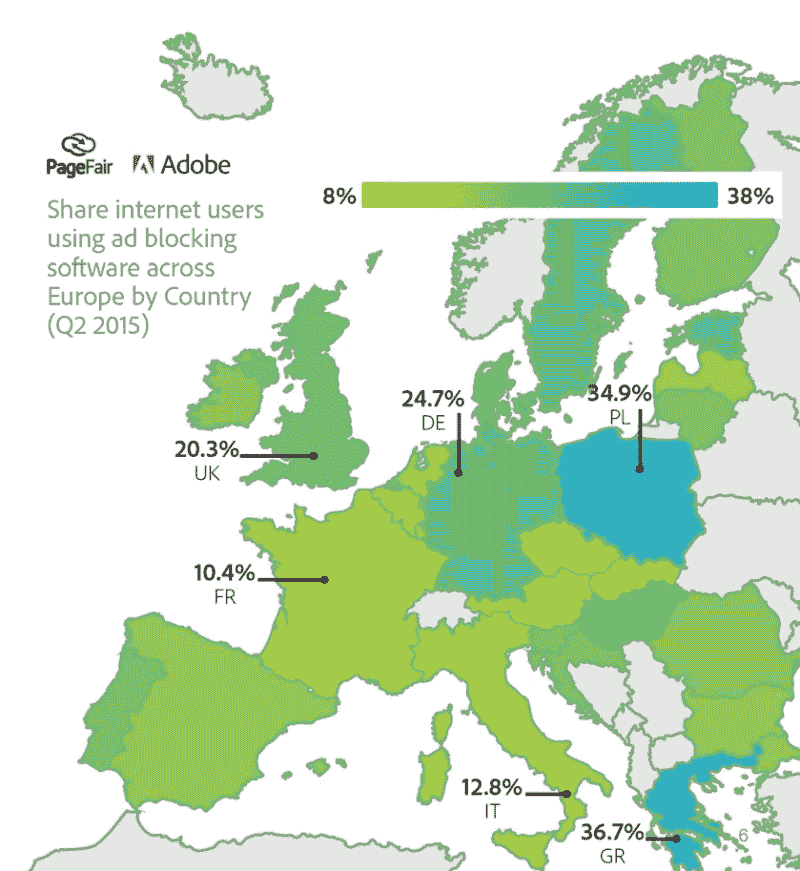 PageFair Adobe
8% 38%
Share internet users
using ad blocking
software across
Europe by Country
(Q2 2015)
24.7%
DE
34.9%
PL
20.3%
UK
10.4%
FR
12.8%
IT
36.7%
GR
6